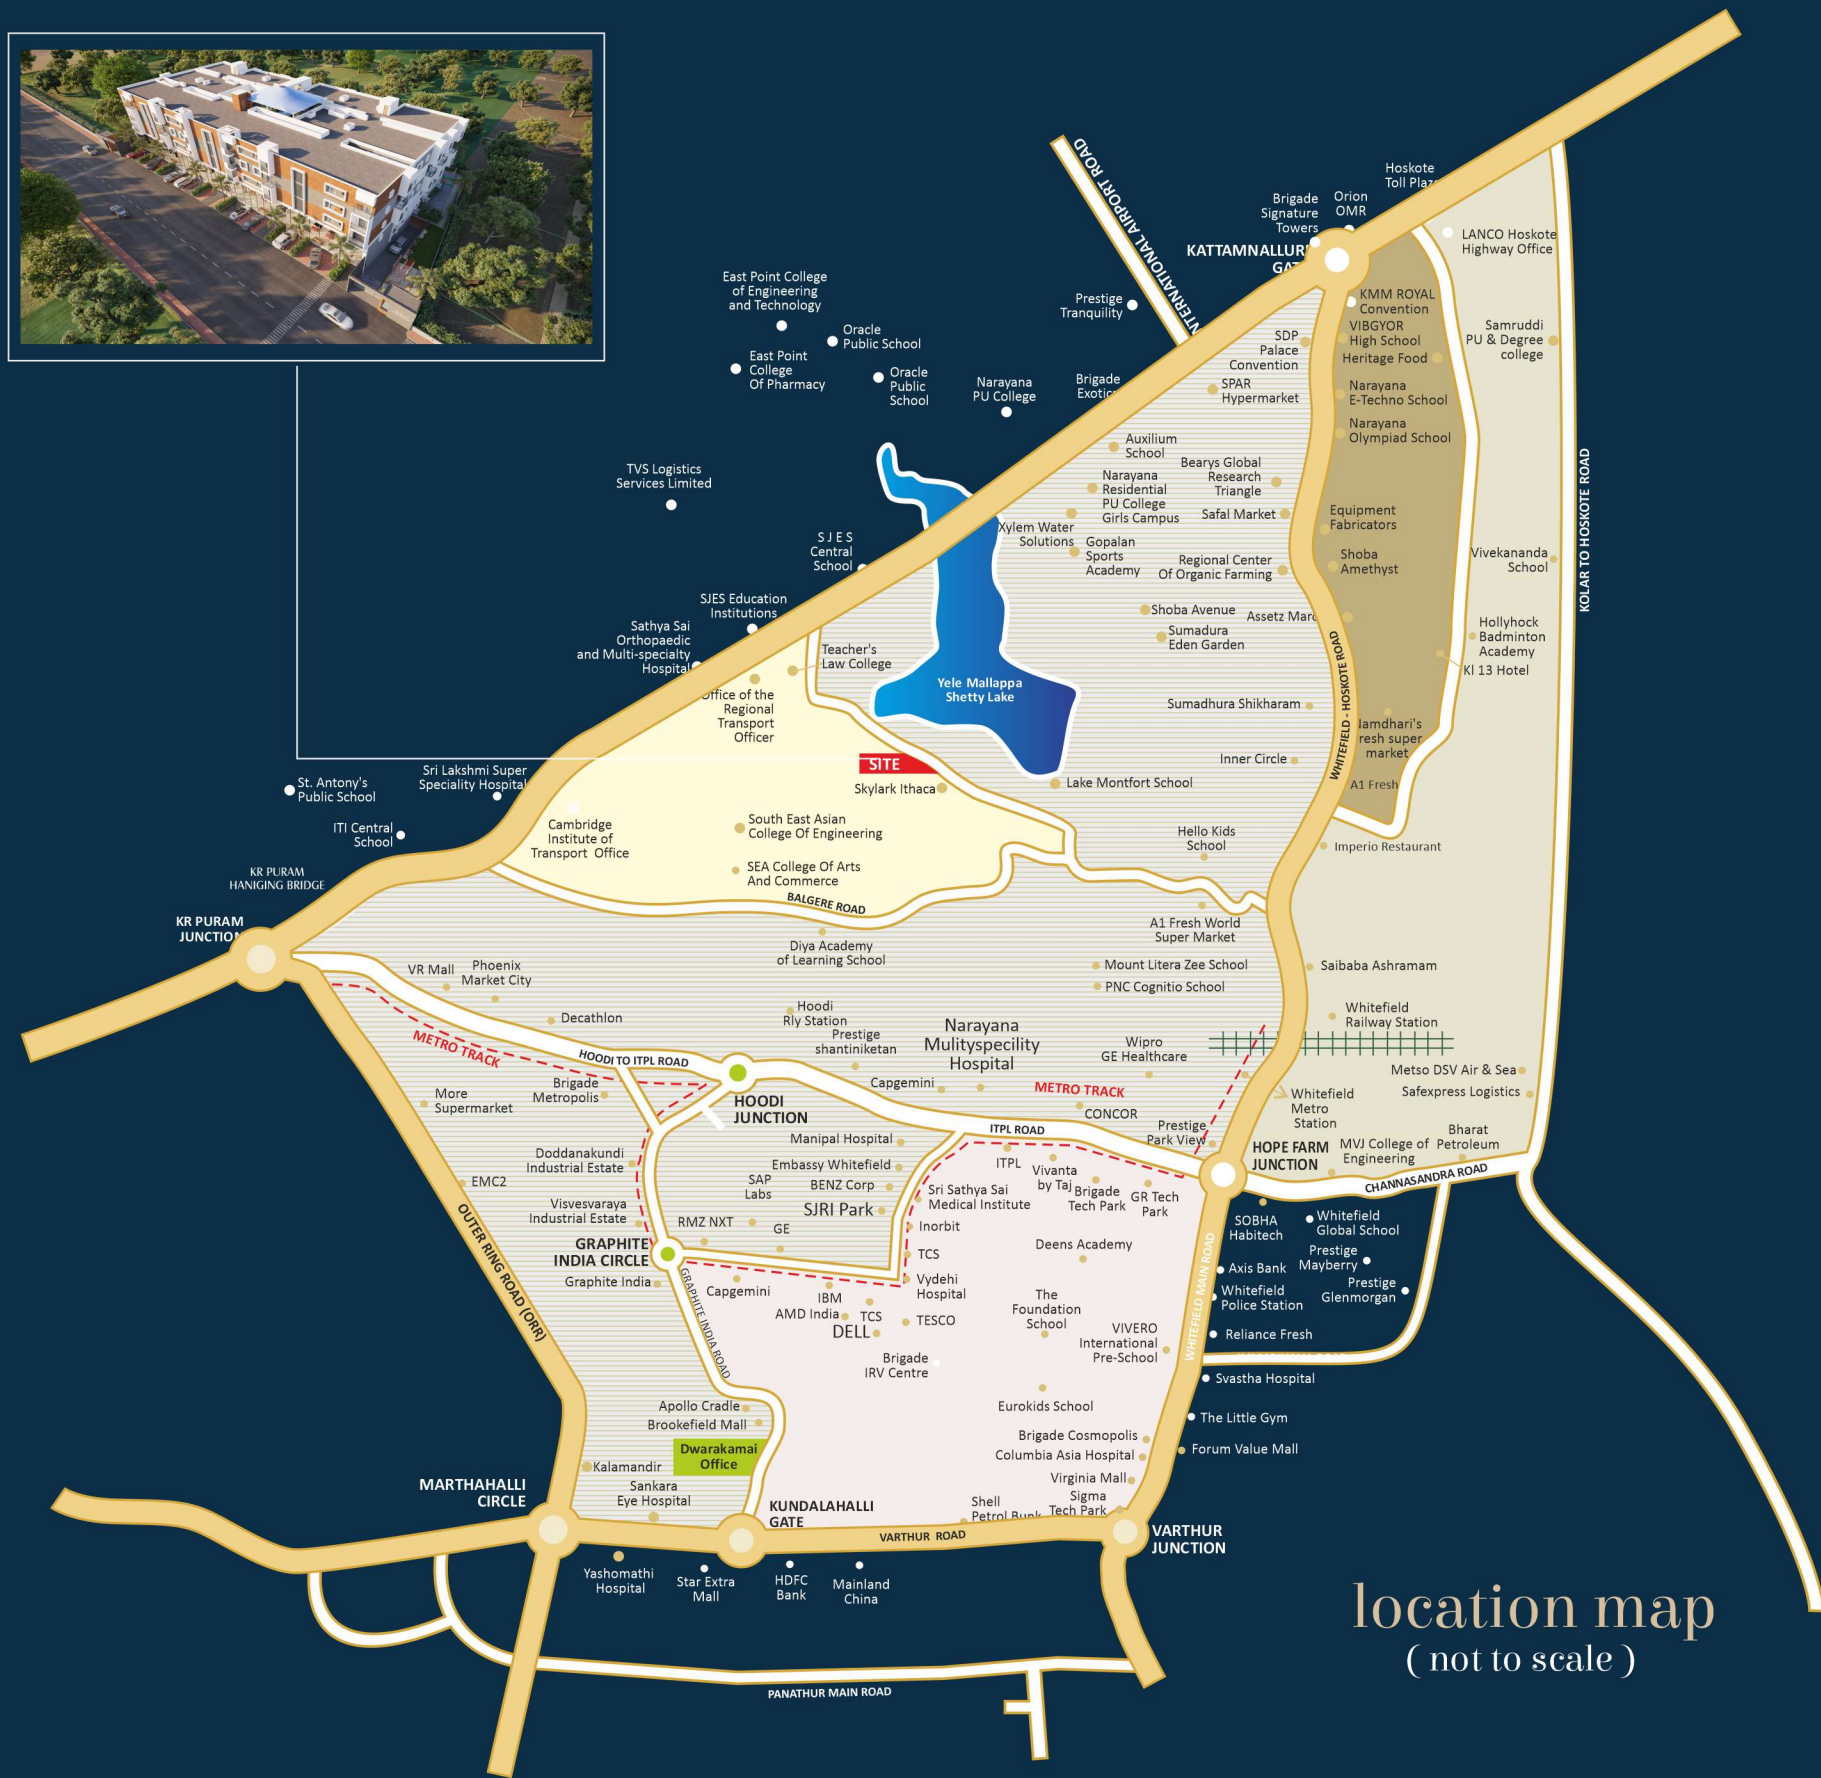 INTERNATIONAL AIRPORT ROAD
Hoskote
Toll Plaza
Brigade
Signature
Towers
Orion
OMR
KATTAMNALLUR
GATE
LANCO Hoskote
Highway Office
East Point College
of Engineering
and Technology
Oracle
Public School
East Point
College
Of Pharmacy
Oracle
Public
School
Narayana
PU College
Prestige
Tranquility
Brigade
Exotica
KMM ROYAL
Convention
VIBGYOR
High School
Heritage Food
Samruddi
PU & Degree
college
SDP
Palace
Convention
SPAR
Hypermarket
Narayana
E-Techno School
Narayana
Olympiad School
Auxilium
School
Bearys Global
Research
Triangle
Narayana
Residential
PU College
Girls Campus
Safal Market
Equipment
Fabricators
TVS Logistics
Services Limited
Xylem Water
Solutions
Gopalan
Sports
Academy
Regional Center
Of Organic Farming
Shoba
Amethyst
Vivekananda
School
KOLAR TO HOSKOTE ROAD
S J E S
Central
School
SJES Education
Institutions
Sathya Sai
Orthopaedic
and Multi-specialty
Hospital
Shoba Avenue
Assetz Marq
Sumadura
Eden Garden
WHITEFIELD - HOSKOTE ROAD
Hollyhock
Badminton
Academy
Kl 13 Hotel
Teacher's
Law College
Office of the
Regional
Transport
Officer
Yele Mallappa
Shetty Lake
Sumadhura Shikharam
Namdhari's
fresh super
market
SITE
Skylark Ithaca
Inner Circle
Lake Montfort School
A1 Fresh
St. Antony's
Public School
Sri Lakshmi Super
Speciality Hospital
ITI Central
School
Cambridge
Institute of
Transport Office
South East Asian
College Of Engineering
Hello Kids
School
Imperio Restaurant
SEA College Of Arts
And Commerce
KR PURAM
HANIGING BRIDGE
BALGERE ROAD
KR PURAM
JUNCTION
A1 Fresh World
Super Market
Diya Academy
of Learning School
VR Mall
Phoenix
Market City
Mount Litera Zee School
Saibaba Ashramam
PNC Cognitio School
Decathlon
Hoodi
Rly Station
Prestige
shantiniketan
Narayana
Mulityspecility
Hospital
Wipro
GE Healthcare
Whitefield
Railway Station
METRO TRACK
HOODI TO ITPL ROAD
Metso DSV Air & Sea
Safexpress Logistics
Brigade
Metropolis
Capgemini
METRO TRACK
More
Supermarket
HOODI
JUNCTION
CONCOR
Whitefield
Metro
Station
ITPL ROAD
Prestige
Park View
HOPE FARM
JUNCTION
MVJ College of
Engineering
Bharat
Petroleum
CHANNASANDRA ROAD
Manipal Hospital
Doddanakundi
Industrial Estate
Embassy Whitefield
ITPL
Vivanta
by Taj
EMC2
SAP
Labs
BENZ Corp
Sri Sathya Sai
Medical Institute
Brigade
Tech Park
GR Tech
Park
SJRI Park
Visvesvaraya
Industrial Estate
RMZ NXT
GE
Inorbit
SOBHA
Habitech
Whitefield
Global School
GRAPHITE
INDIA CIRCLE
TCS
Deens Academy
Prestige
Mayberry
Axis Bank
OUTER RING ROAD (ORR)
Graphite India
GRAPHITE INDIA ROAD
Capgemini
IBM
AMD India
TCS
DELL
Vydehi
Hospital
TESCO
The
Foundation
School
WHITEFIELD MAIN ROAD
Whitefield
Police Station
Prestige
Glenmorgan
Reliance Fresh
VIVERO
International
Pre-School
Brigade
IRV Centre
Svastha Hospital
Apollo Cradle
Brookefield Mall
Eurokids School
The Little Gym
Brigade Cosmopolis
Forum Value Mall
Columbia Asia Hospital
Dwarakamai
Office
Kalamandir
Virginia Mall
Sankara
Eye Hospital
MARTHAHALLI
CIRCLE
KUNDALAHALLI
GATE
Shell
Petrol Bunk
Sigma
Tech Park
VARTHUR ROAD
VARTHUR
JUNCTION
Yashomathi
Hospital
Star Extra
Mall
HDFC
Bank
Mainland
China
PANATHUR MAIN ROAD
location map
( not to scale )